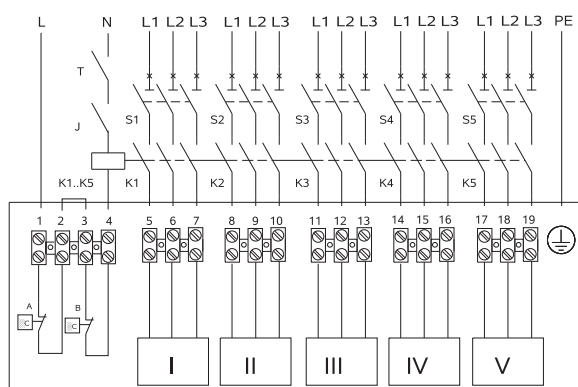 L N L1 L2 L3 L1 L2 L3 L1 L2 L3 L1 L2 L3 L1 L2 L3 PE
T
S1 S2 S3 S4 S5
J
K1 K2 K3 K4 K5
K1..K5
1 2 3 4 5 6 7 8 9 10 11 12 13 14 15 16 17 18 19
A B
C C
I II III IV V